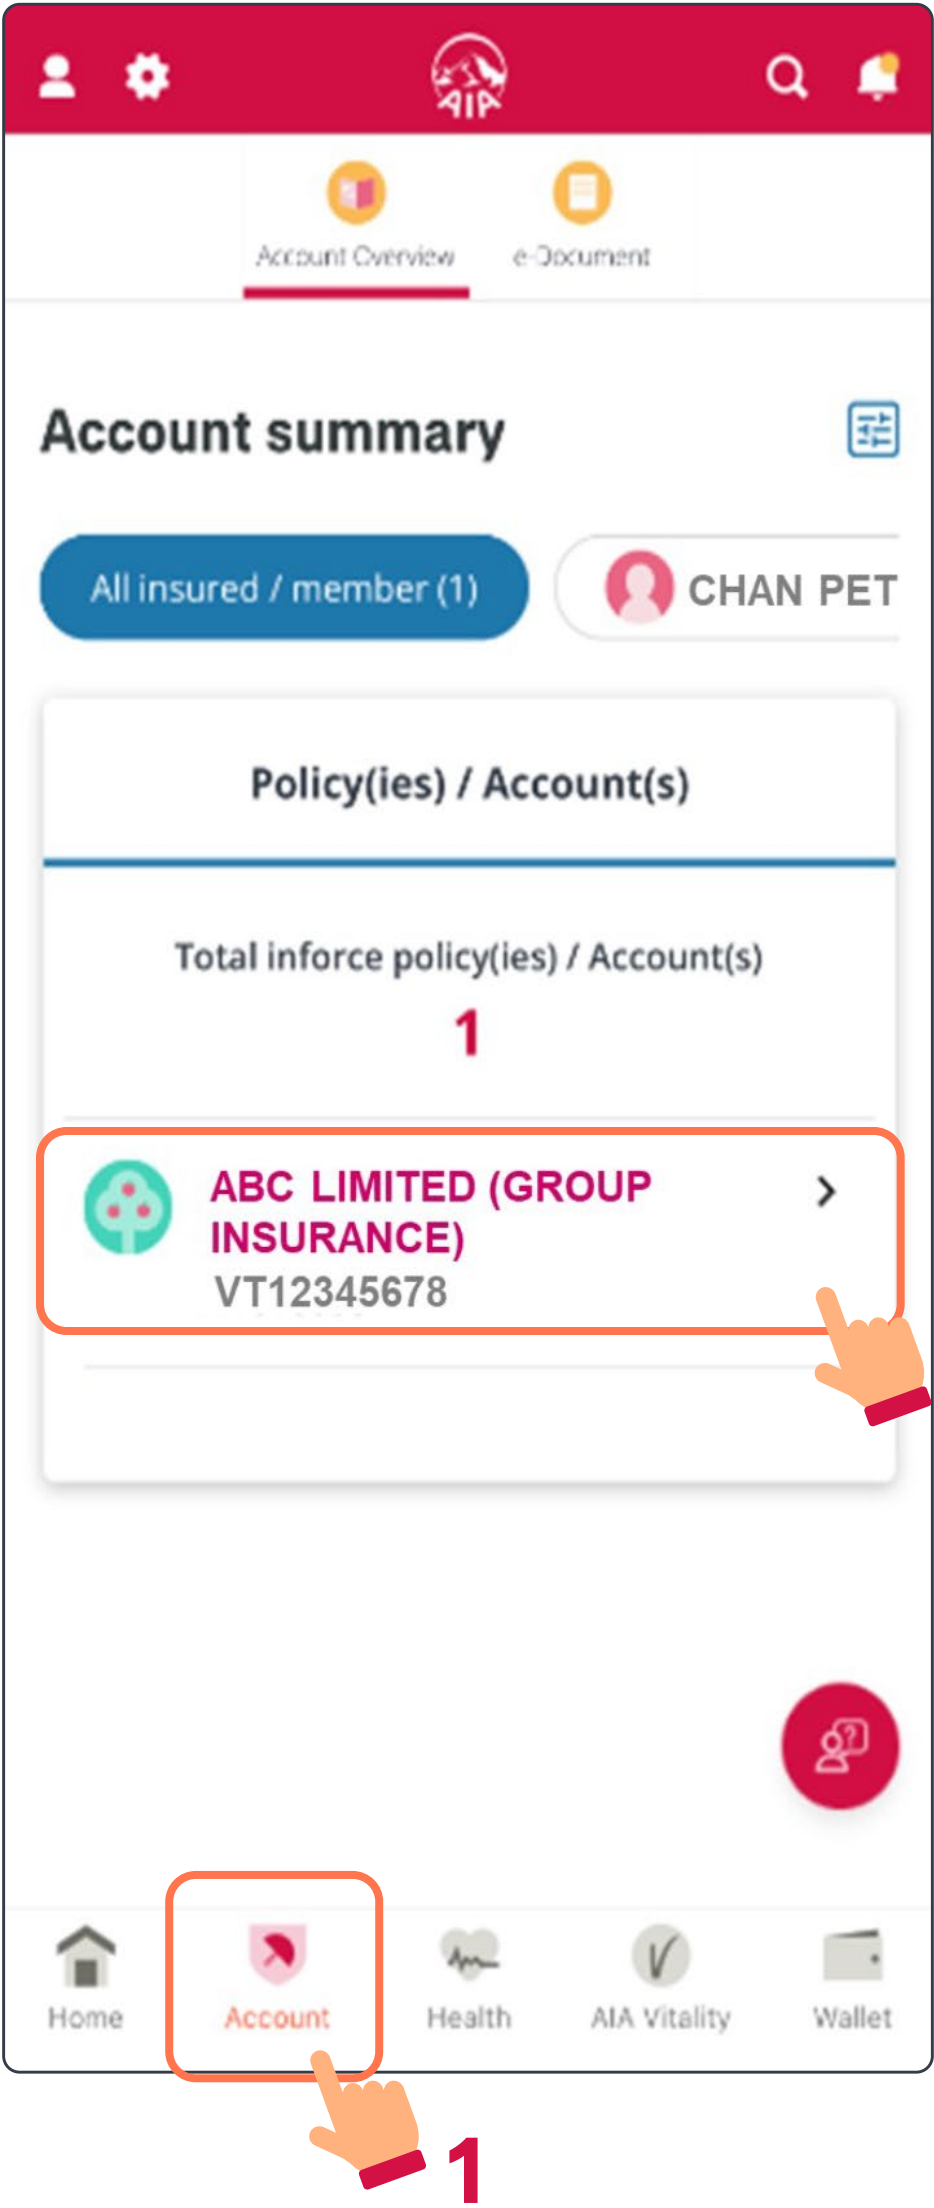 AIA
Account Overview
e-Document
Account summary
All insured / member (1)
CHAN PET
Policy(ies) / Account(s)
Total inforce policy(ies) / Account(s)
1
ABC LIMITED (GROUP
INSURANCE)
VT12345678
?
Home
Account
Health
AIA Vitality
Wallet
1